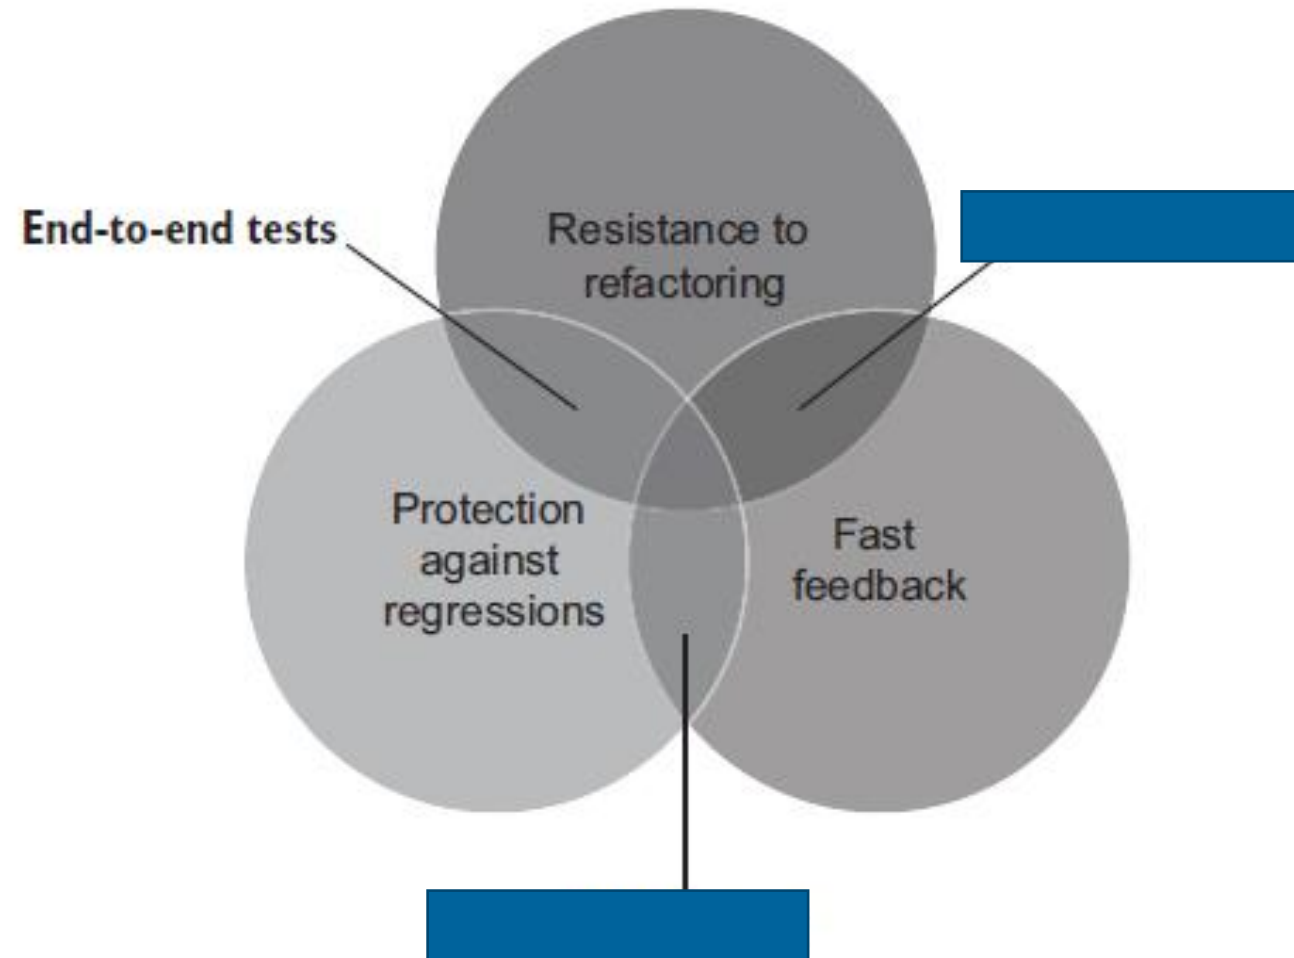 End-to-end tests
Resistance to
refactoring
Protection
against
regressions
Fast
feedback